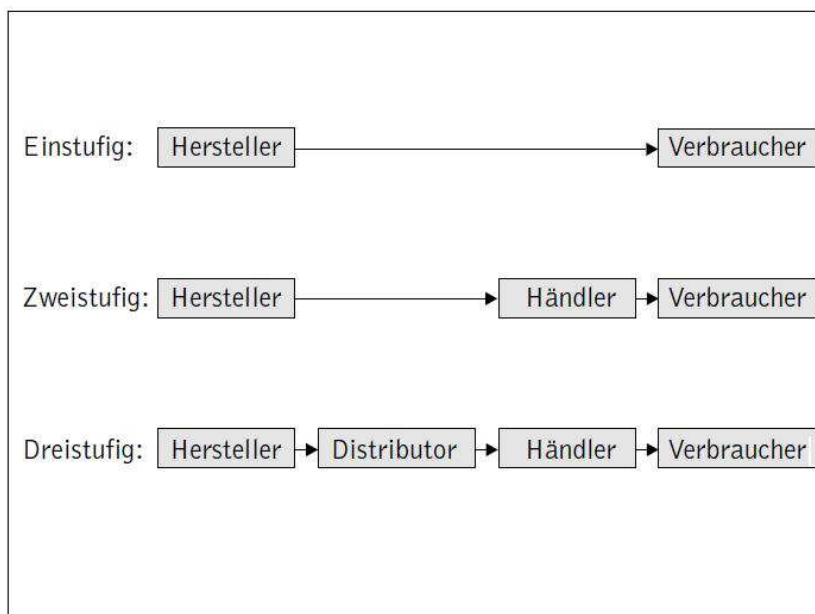 Einstufig: Hersteller Verbraucher
Zweistufig: Hersteller Händler Verbraucher
Dreistufig: Hersteller Distributor Händler Verbraucher